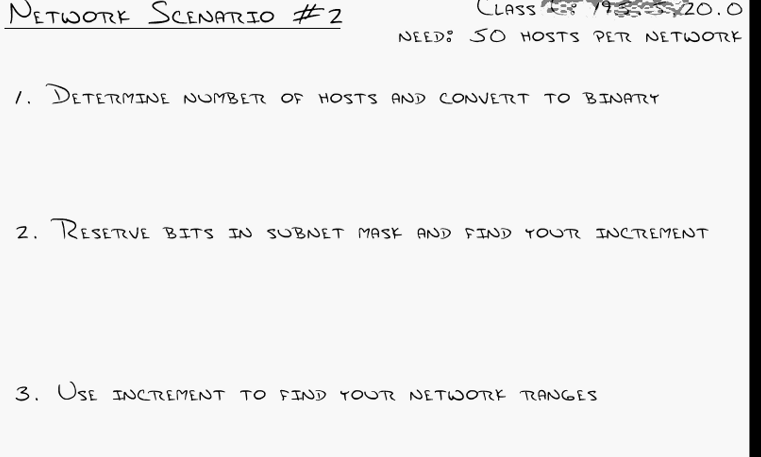 NETWORK SCENARIO #2
CLASS 20.0
NEED: 50 HOSTS PER NETWORK
1. DETERMINE NUMBER OF HOSTS AND CONVERT TO BINARY
2. RESERVE BITS IN SUBNET MASK AND FIND YOUR INCREMENT
3. USE INCREMENT TO FIND YOUR NETWORK RANGES